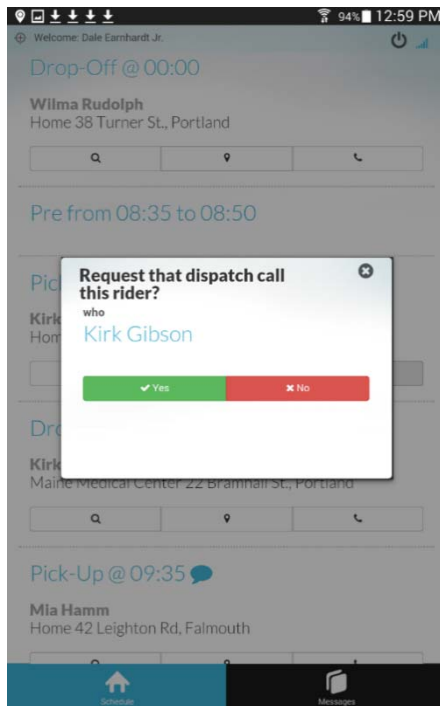 94% 12:59 PM
Welcome: Dale Earnhardt Jr.
Drop-Off @ 00:00
Wilma Rudolph
Home 38 Turner St., Portland
Pre from 08:35 to 08:50
Pic
Request that dispatch call
this rider?
who
Kirk Gibson
Kirk
Hom
Yes
No
Dro
Kirk
Maine Medical Center 22 Bramhall St., Portland
Pick-Up @ 09:35
Mia Hamm
Home 42 Leighton Rd, Falmouth
Schedule
Messages